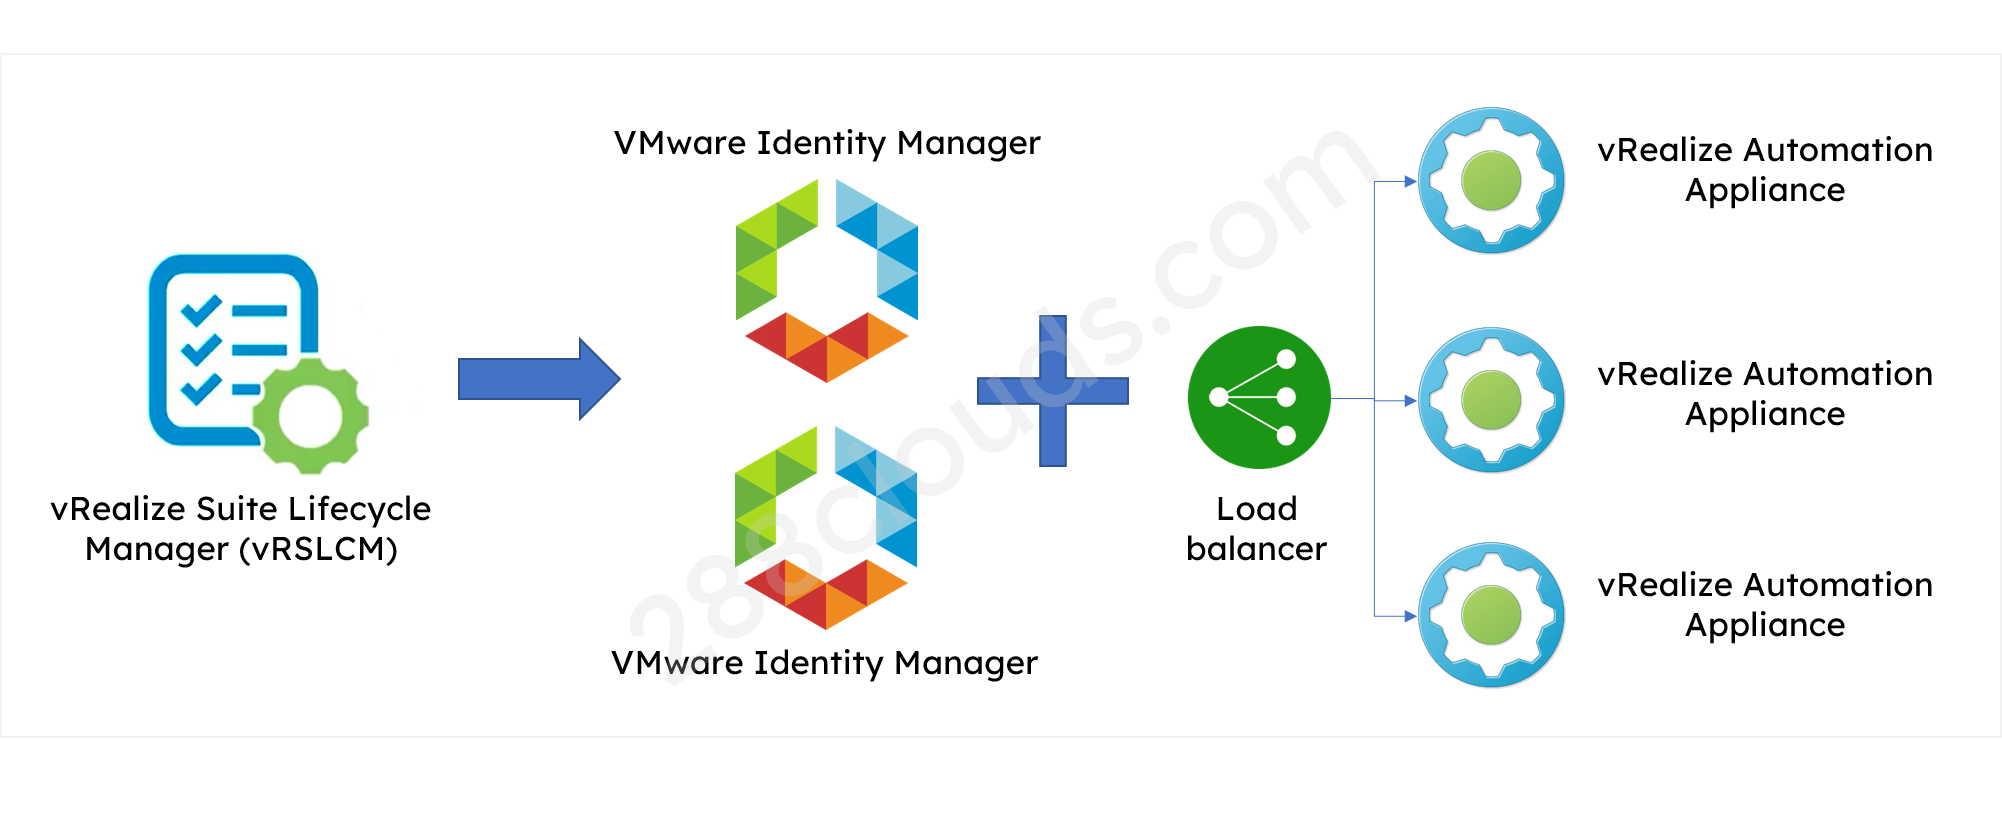 VMware Identity Manager
vRealize Automation
Appliance
vRealize Automation
Appliance
vRealize Suite Lifecycle
Manager (vRSLCM)
Load
balancer
vRealize Automation
Appliance
VMware Identity Manager
288clouds.com